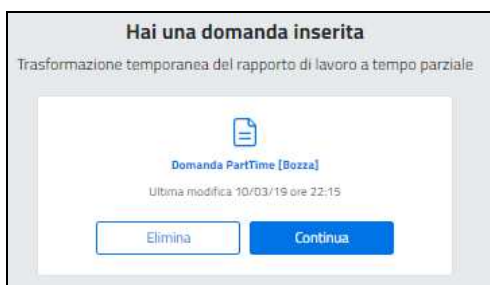 Hai una domanda inserita
Trasformazione temporanea del rapporto di lavoro a tempo parziale
Domanda PartTime [Bozza]
Ultima modifica 10/03/19 ore 22:15
Elimina
Continua